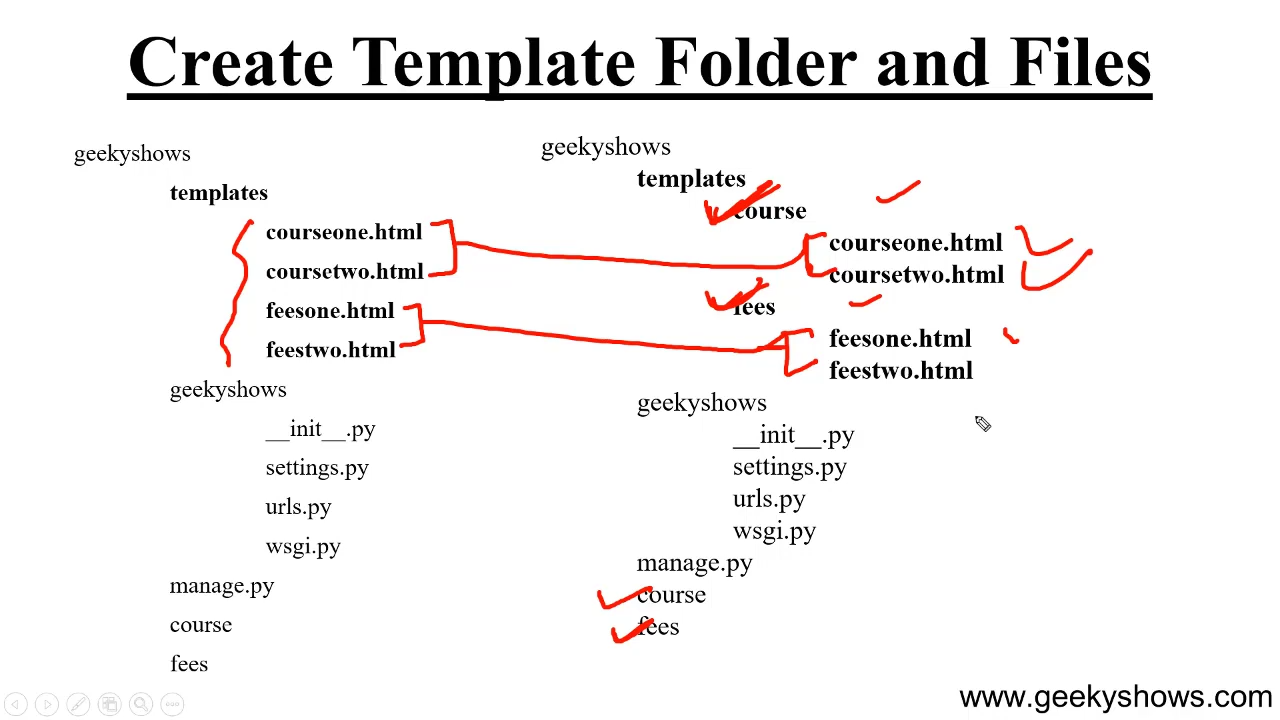 Create Template Folder and Files
geekyshows
templates
courseone.html
coursetwo.html
feesone.html
feestwo.html
geekyshows
__init__.py
settings.py
urls.py
wsgi.py
manage.py
course
fees
geekyshows
templates
course
courseone.html
coursetwo.html
fees
feesone.html
feestwo.html
geekyshows
__init__.py
settings.py
urls.py
wsgi.py
manage.py
course
fees
www.geekyshows.com